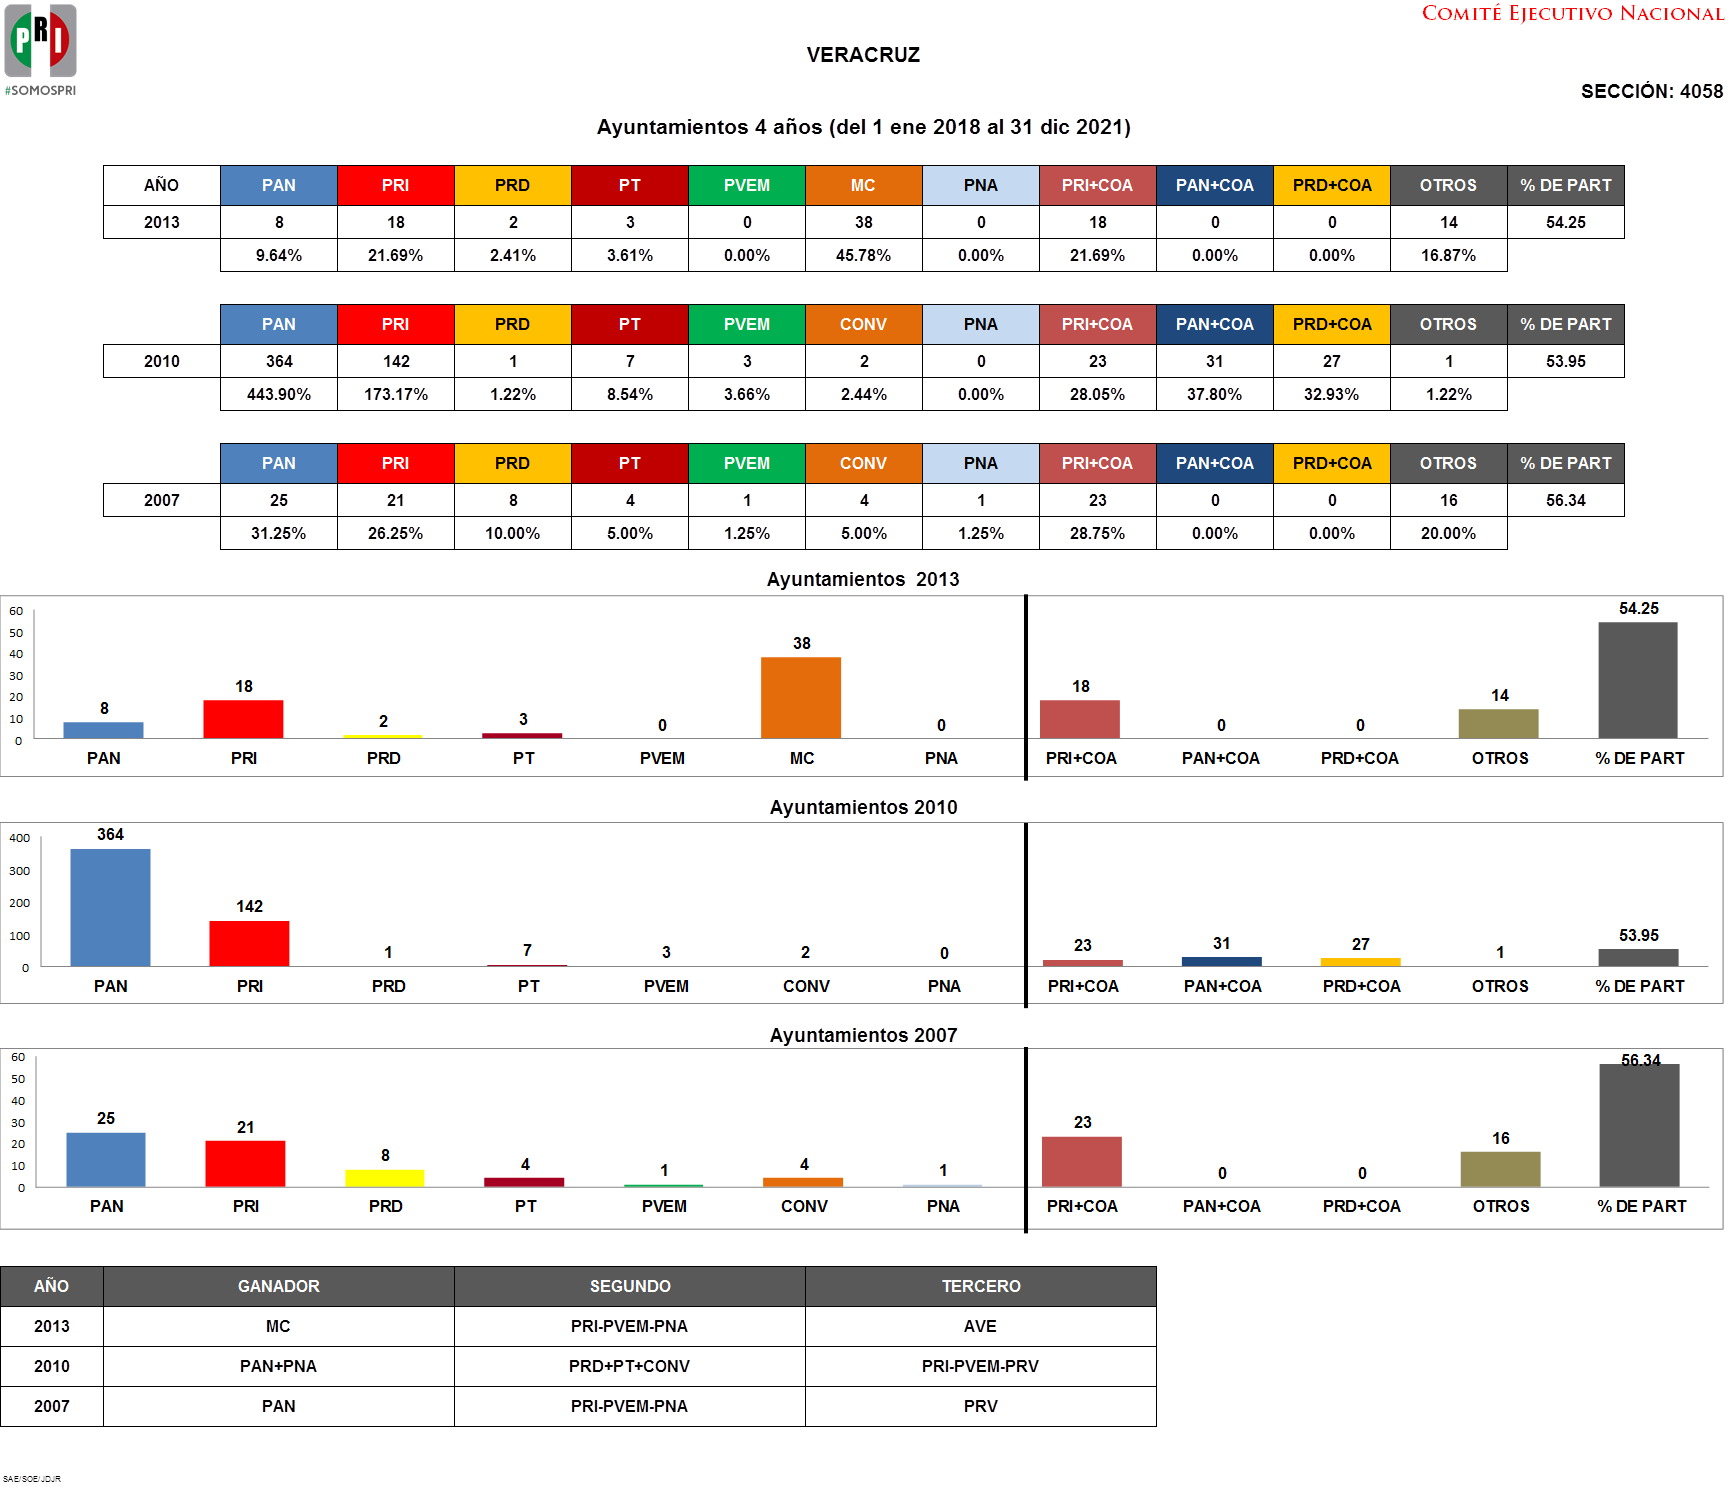 PRI
#SOMOSPRI
COMITÉ EJECUTIVO NACIONAL
VERACRUZ
SECCIÓN: 4058
Ayuntamientos 4 años (del 1 ene 2018 al 31 dic 2021)
AÑO PAN PRI PRD PT PVEM MC PNA PRI+COA PAN+COA PRD+COA OTROS % DE PART
2013 8 18 2 3 0 38 0 18 0 0 14 54.25
9.64% 21.69% 2.41% 3.61% 0.00% 45.78% 0.00% 21.69% 0.00% 0.00% 16.87%
PAN PRI PRD PT PVEM CONV PNA PRI+COA PAN+COA PRD+COA OTROS % DE PART
2010 364 142 1 7 3 2 0 23 31 27 1 53.95
443.90% 173.17% 1.22% 8.54% 3.66% 2.44% 0.00% 28.05% 37.80% 32.93% 1.22%
PAN PRI PRD PT PVEM CONV PNA PRI+COA PAN+COA PRD+COA OTROS % DE PART
2007 25 21 8 4 1 4 1 23 0 0 16 56.34
31.25% 26.25% 10.00% 5.00% 1.25% 5.00% 1.25% 28.75% 0.00% 0.00% 20.00%
Ayuntamientos 2013
60
50
40
30
20
10
0
8 18 2 3 0 38 0 18 0 0 14 54.25
PAN PRI PRD PT PVEM MC PNA PRI+COA PAN+COA PRD+COA OTROS % DE PART
Ayuntamientos 2010
400
300
200
100
0
364 142 1 7 3 2 0 23 31 27 1 53.95
PAN PRI PRD PT PVEM CONV PNA PRI+COA PAN+COA PRD+COA OTROS % DE PART
Ayuntamientos 2007
60
50
40
30
20
10
0
25 21 8 4 1 4 1 23 0 0 16 56.34
PAN PRI PRD PT PVEM CONV PNA PRI+COA PAN+COA PRD+COA OTROS % DE PART
AÑO GANADOR SEGUNDO TERCERO
2013 MC PRI-PVEM-PNA AVE
2010 PAN+PNA PRD+PT+CONV PRI-PVEM-PRV
2007 PAN PRI-PVEM-PNA PRV
SAE/SOE/JDJR